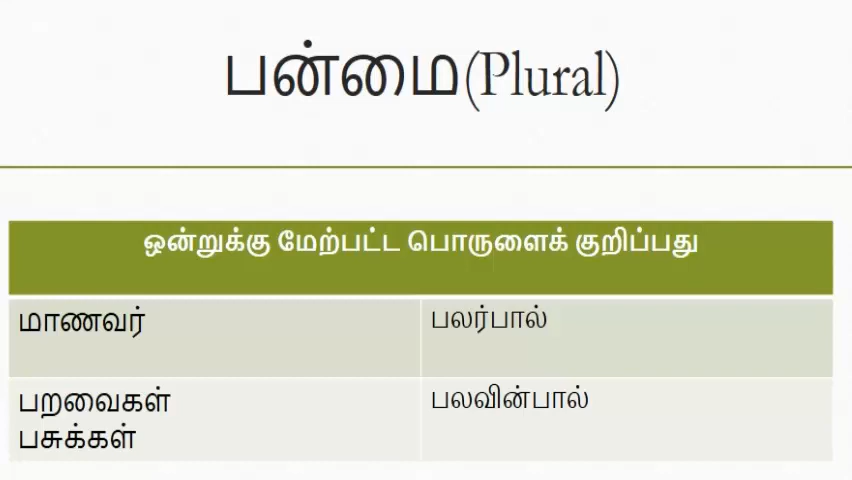 பன்மை(Plural)
ஒன்றுக்கு மேற்பட்ட பொருளைக் குறிப்பது
மாணவர் பலர்பால்
பறவைகள் பலவின்பால்
பசுக்கள்